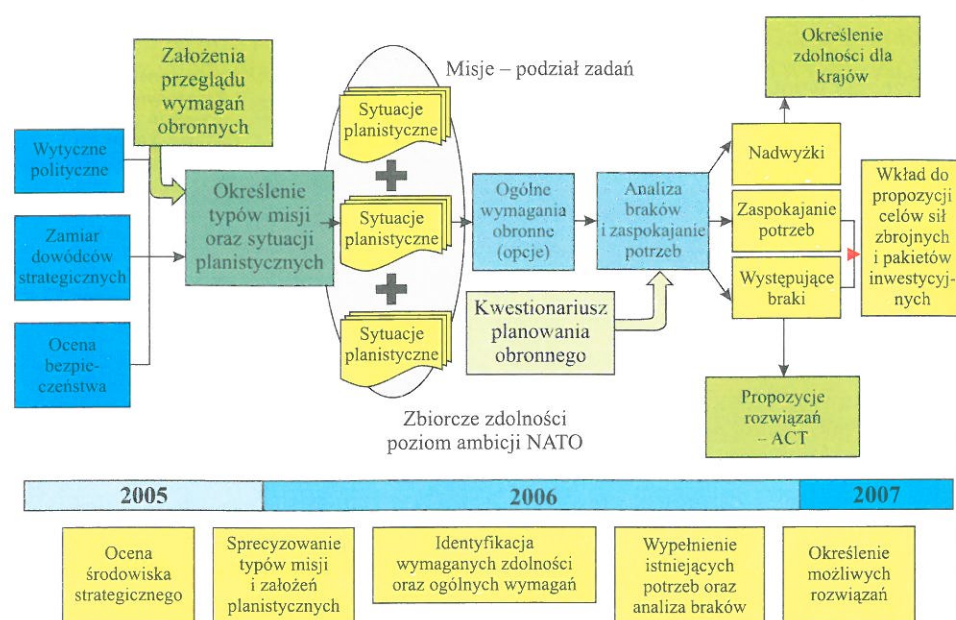 Założenia
przeglądu
wymagań
obronnych
Misje – podział zadań
Określenie
zdolności dla
krajów
Wytyczne
polityczne
Zamiar
dowódców
strategicznych
Ocena
bezpie-
czeństwa
Określenie
typów misji
oraz sytuacji
planistycznych
Sytuacje
planistyczne
Sytuacje
planistyczne
Sytuacje
planistyczne
Ogólne
wymagania
obronne
(opcje)
Analiza
braków
i zaspokajanie
potrzeb
Nadwyżki
Zaspokajanie
potrzeb
Występujące
braki
Wkład do
propozycji
celów sił
zbrojnych
i pakietów
inwestycyj-
nych
Kwestionariusz
planowania
obronnego
Zbiorcze zdolności
poziom ambicji NATO
Propozycje
rozwiązań
– ACT
2005
2006
2007
Ocena
środowiska
strategicznego
Sprecyzowanie
typów misji
i założeń
planistycznych
Identyfikacja
wymaganych zdolności
oraz ogólnych wymagań
Wypełnienie
istniejących
potrzeb oraz
analiza braków
Określenie
możliwych
rozwiązań